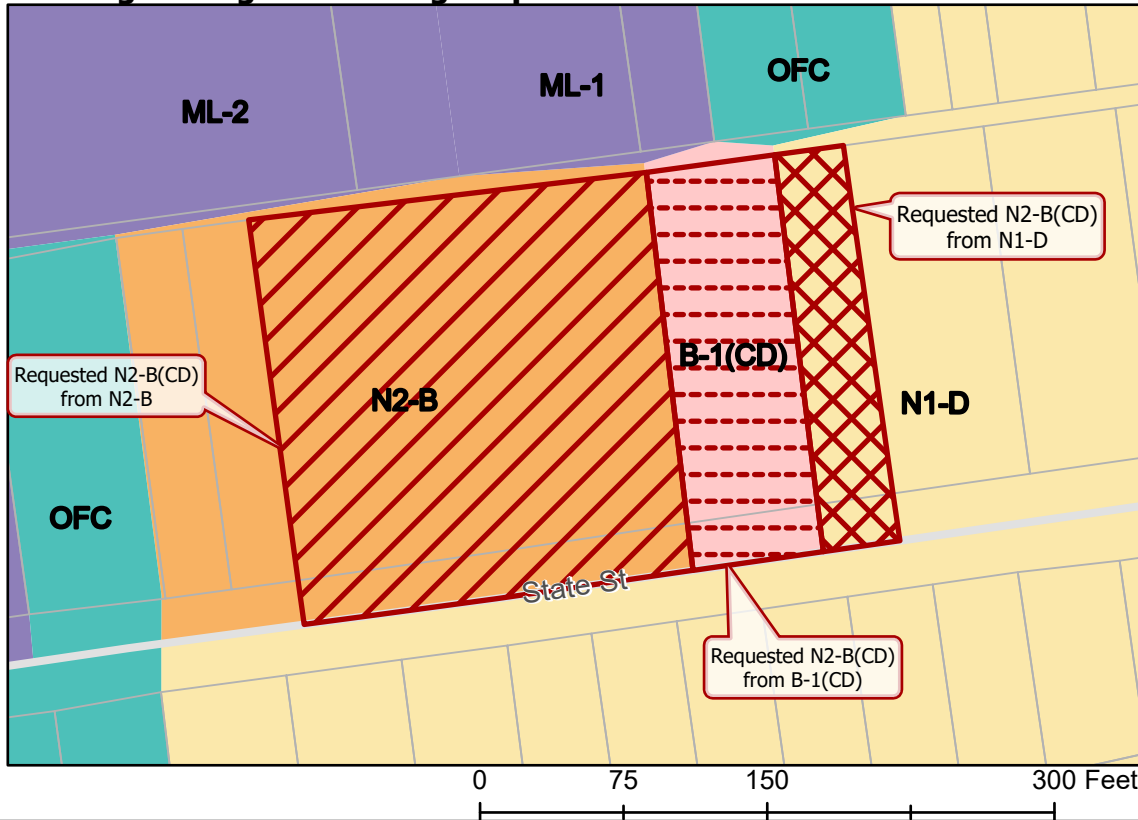 ML-2
ML-1
OFC
Requested N2-B(CD)
from N1-D
B-1(CD)
Requested N2-B(CD)
from N2-B
N2-B
N1-D
OFC
State St
Requested N2-B(CD)
from B-1(CD)
0 75 150 300 Feet